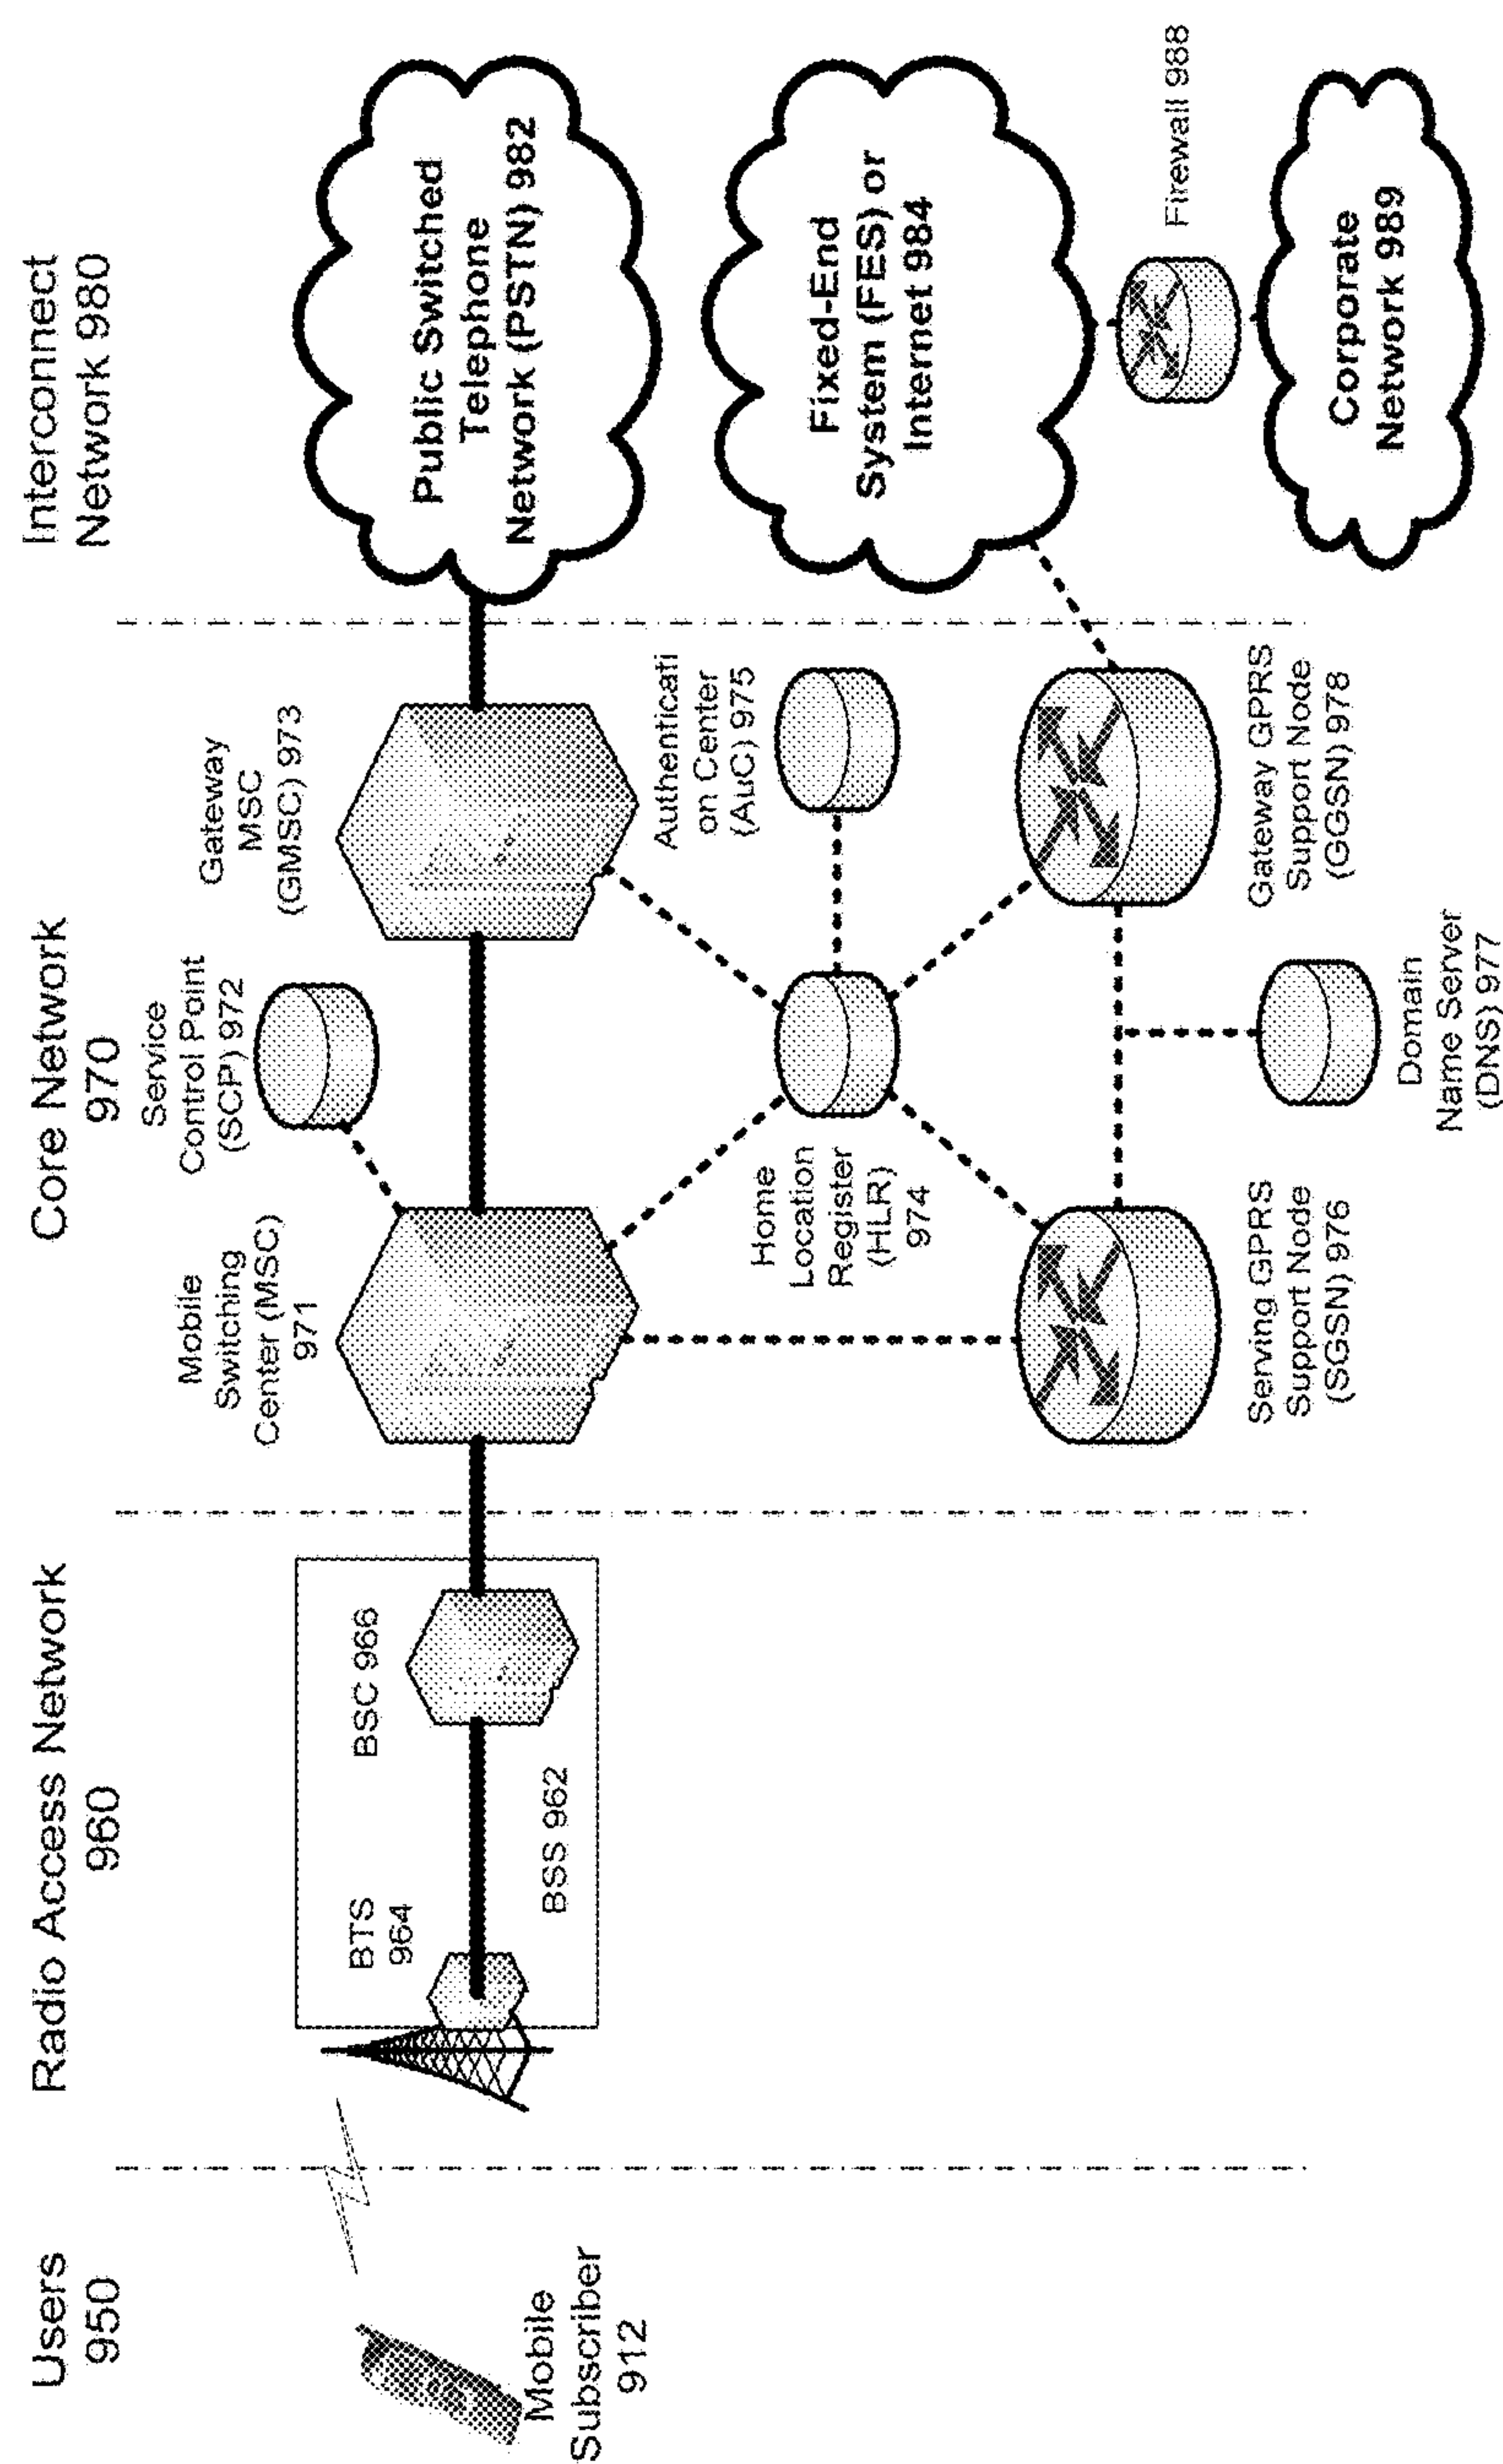 Users
950
Radio Access Network
960
Core Network
970
Interconnect
Network 980
Mobile
Subscriber
912
BTS
964
BSC 966
BSS 962
Mobile
Switching
Center (MSC)
971
Service
Control Point
(SCP) 972
Gateway
MSC
(GMSC) 973
Home
Location
Register
(HLR)
974
Authenticati
on Center
(AuC) 975
Serving GPRS
Support Node
(SGSN) 976
Domain
Name Server
(DNS) 977
Gateway GPRS
Support Node
(GGSN) 978
Public Switched
Telephone
Network (PSTN) 982
Fixed-End
System (FES) or
Internet 984
Firewall 988
Corporate
Network 989